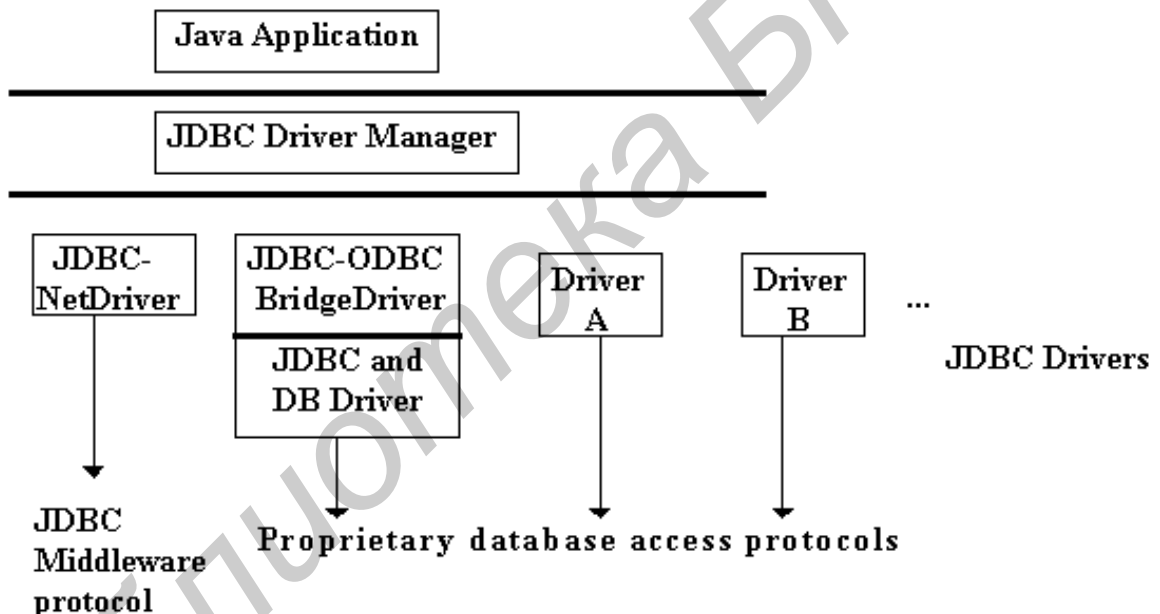 Java Application
JDBC Driver Manager
JDBC-
NetDriver
JDBC-ODBC
BridgeDriver
JDBC and
DB Driver
Driver
A
Driver
B
...
JDBC Drivers
JDBC
Middleware
protocol
Proprietary database access protocols